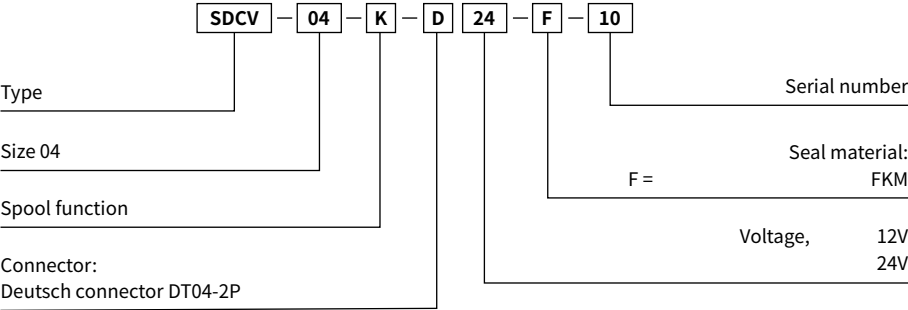 SDCV – 04 – K – D 24 – F – 10
Type
Serial number
Size 04
Seal material:
F = FKM
Spool function
Voltage, 12V
24V
Connector:
Deutsch connector DT04-2P